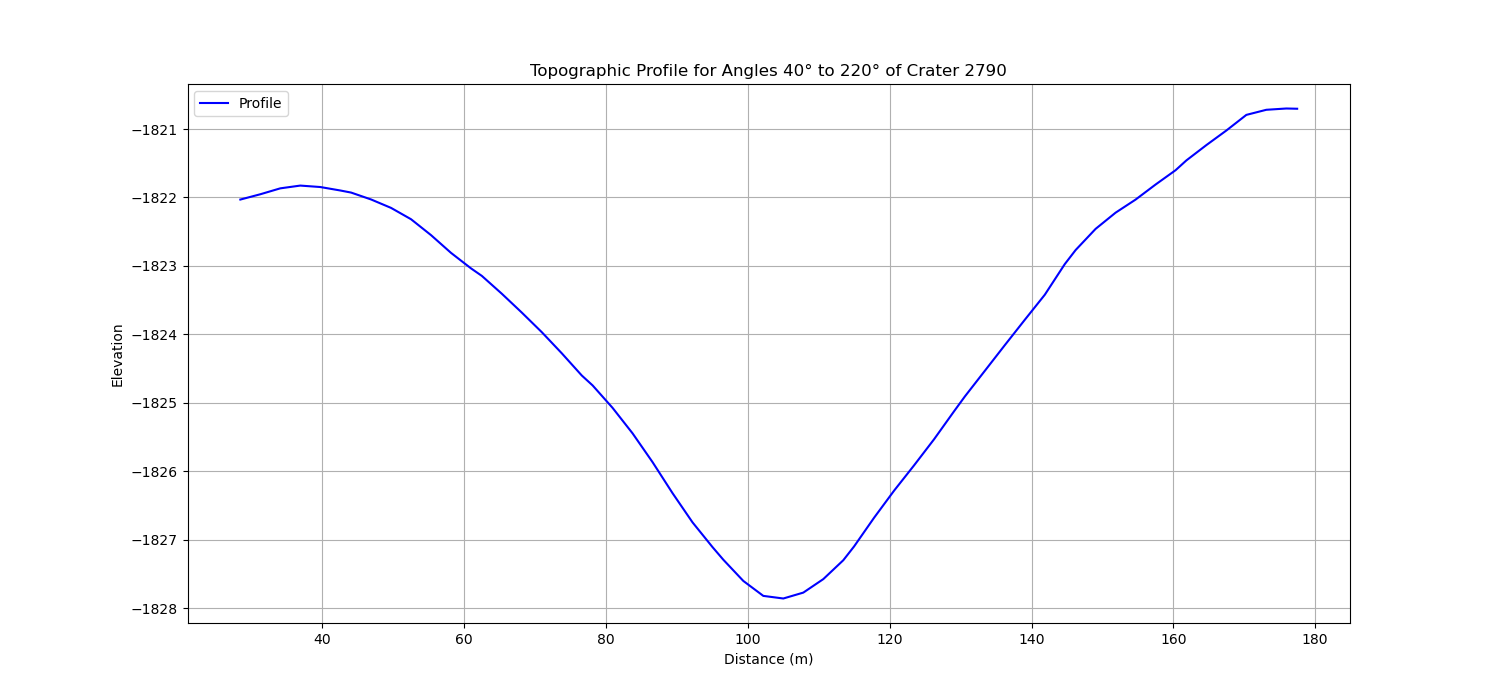 Topographic Profile for Angles 40° to 220° of Crater 2790
Profile
−1821
−1822
−1823
−1824
−1825
−1826
−1827
−1828
Elevation
40 60 80 100 120 140 160 180
Distance (m)